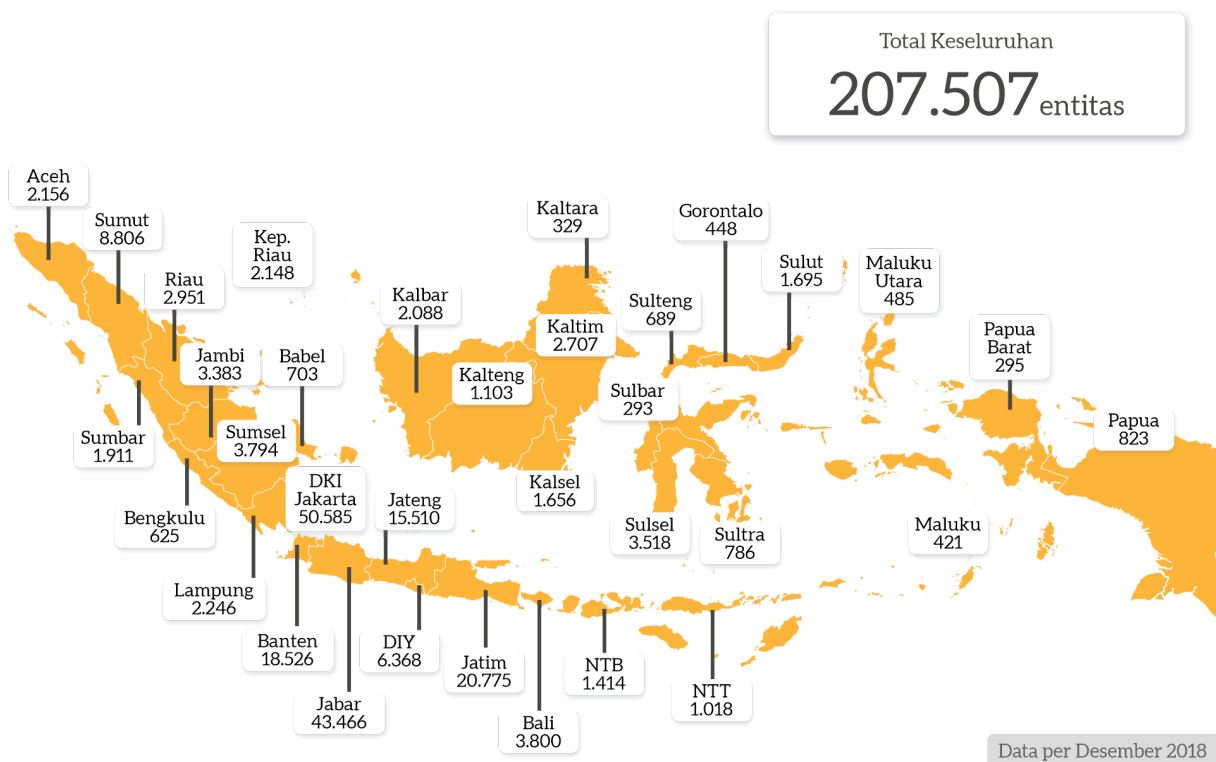 Total Keseluruhan
207.507 entitas
Aceh
2.156
Sumut
8.806
Kep.
Riau
2.148
Riau
2.951
Jambi
3.383
Babel
703
Sumbar
1.911
Sumsel
3.794
Bengkulu
625
Lampung
2.246
DKI
Jakarta
50.585
Jateng
15.510
Banten
18.526
DIY
6.368
Jatim
20.775
Jabar
43.466
Bali
3.800
NTB
1.414
NTT
1.018
Kalbar
2.088
Kaltara
329
Kaltim
2.707
Kalteng
1.103
Kalsel
1.656
Gorontalo
448
Sulut
1.695
Sulteng
689
Sulbar
293
Sulsel
3.518
Sultra
786
Maluku
Utara
485
Papua
Barat
295
Papua
823
Maluku
421
Data per Desember 2018